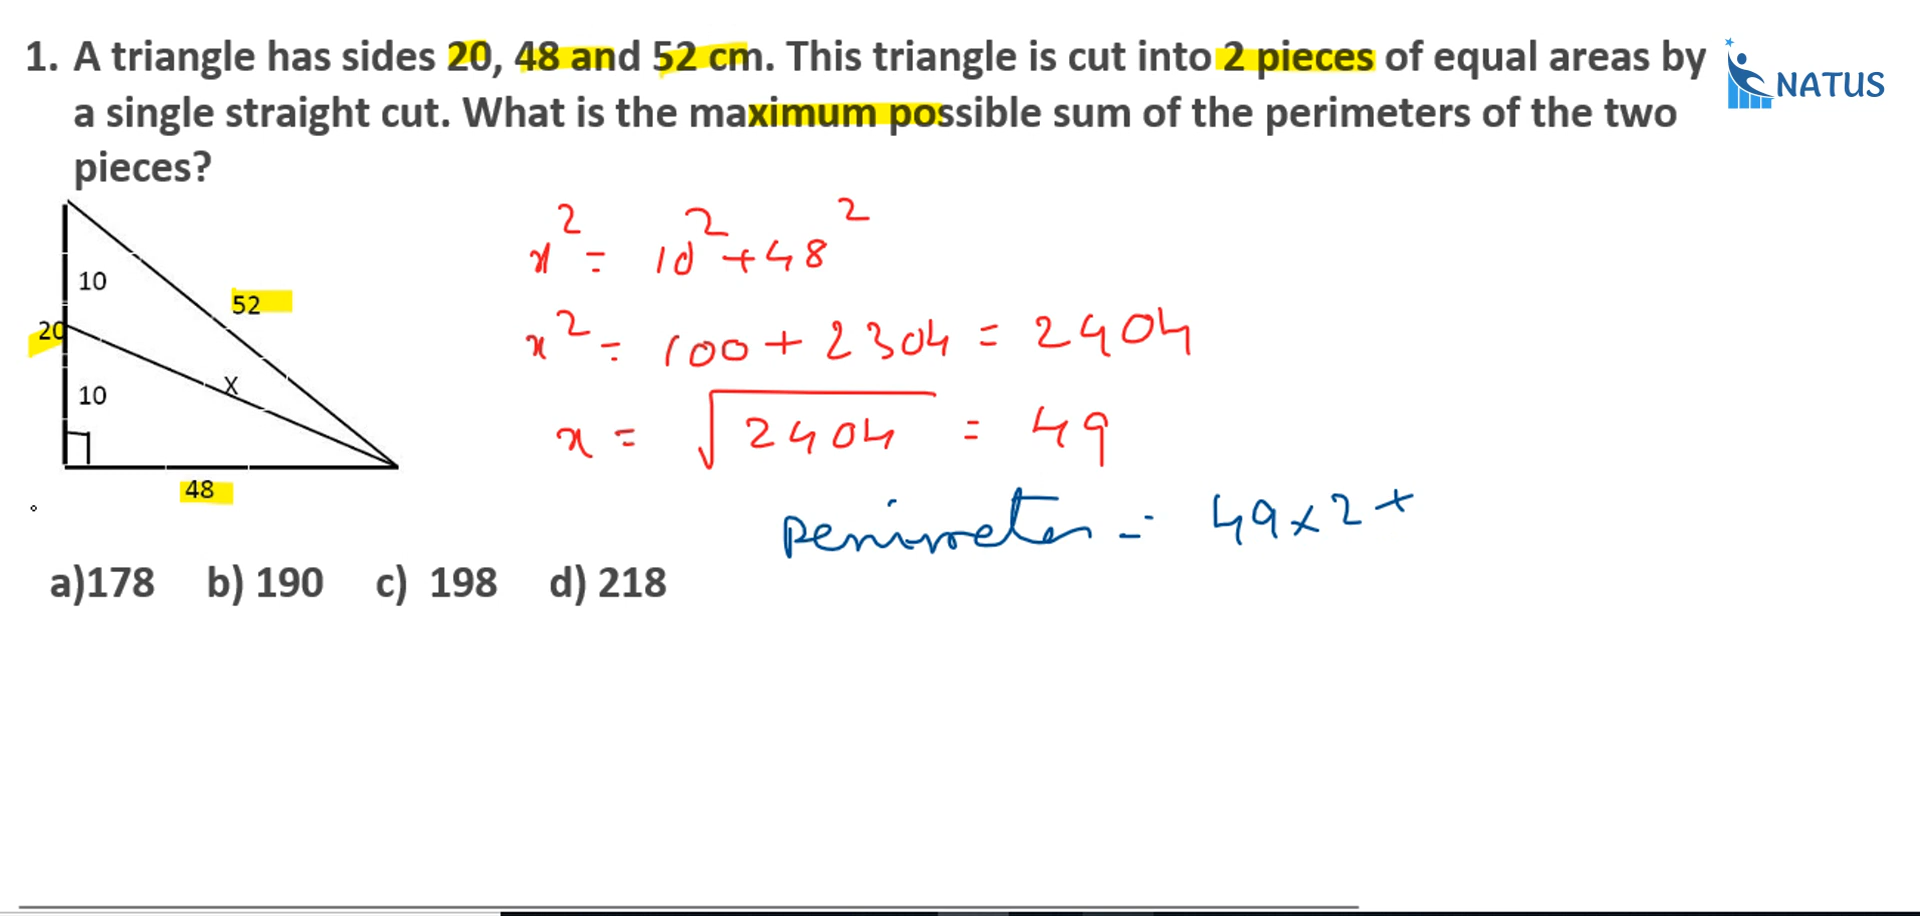 1. A triangle has sides 20, 48 and 52 cm. This triangle is cut into 2 pieces of equal areas by
a single straight cut. What is the maximum possible sum of the perimeters of the two
pieces?
NATUS
10
52
20
10
X
48
x² = 10² + 48²
x² = 100 + 2304 = 2404
x = √2404 = 49
Perimeter = 49 x 2 +
a)178 b) 190 c) 198 d) 218